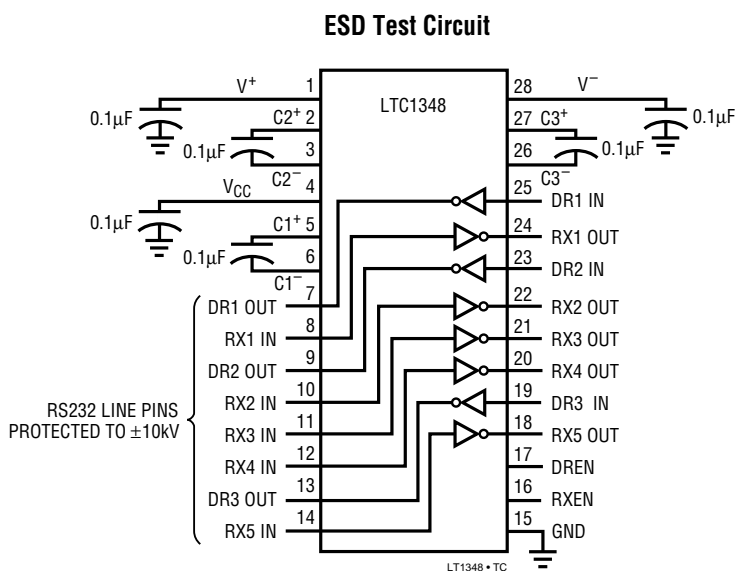 ESD Test Circuit
V+ 1
28 V−
LTC1348
0.1µF
C2+ 2
27 C3+
0.1µF
0.1µF
3
26
0.1µF
C2−
C3−
VCC 4
25 DR1 IN
0.1µF
C1+ 5
24 RX1 OUT
0.1µF
6
23 DR2 IN
C1−
DR1 OUT 7
22 RX2 OUT
RX1 IN 8
21 RX3 OUT
DR2 OUT 9
20 RX4 OUT
RX2 IN 10
19 DR3 IN
RS232 LINE PINS
PROTECTED TO ±10kV
RX3 IN 11
18 RX5 OUT
RX4 IN 12
17 DREN
DR3 OUT 13
16 RXEN
RX5 IN 14
15 GND
LT1348 • TC